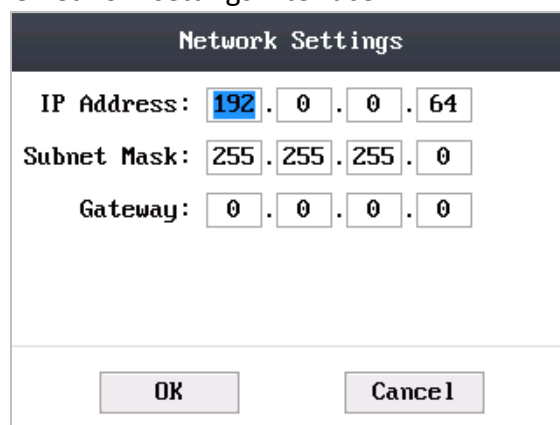 Network Settings
IP Address: 192 . 0 . 0 . 64
Subnet Mask: 255 . 255 . 255 . 0
Gateway: 0 . 0 . 0 . 0
OK Cancel